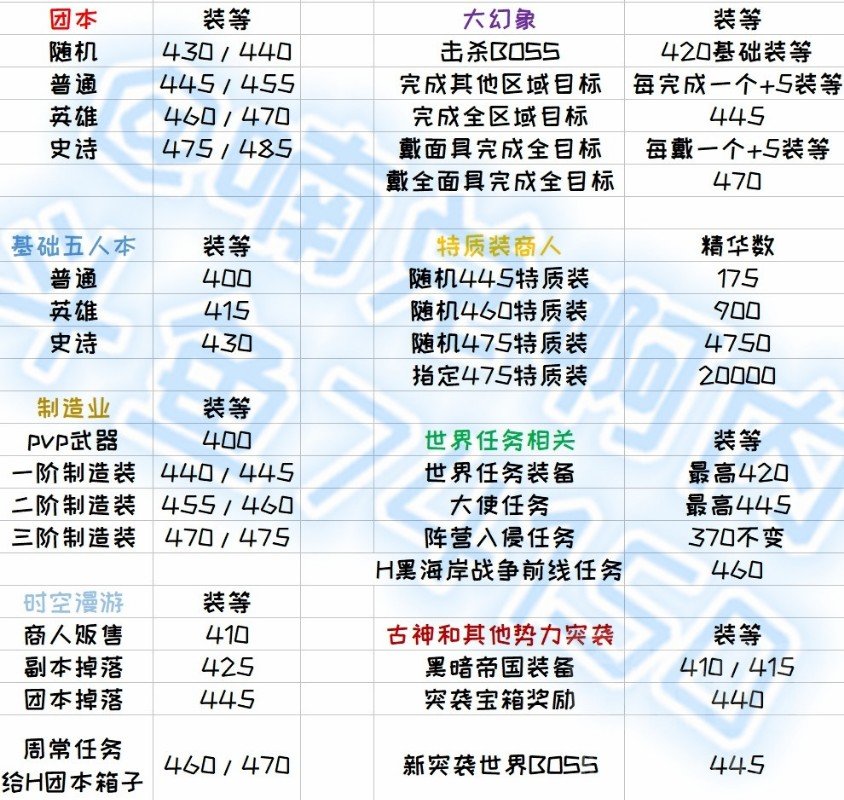 团本 装等 大幻象 装等
随机 430 / 440 击杀BOSS 420基础装等
普通 445 / 455 完成其他区域目标 每完成一个+5装等
英雄 460 / 470 完成全区域目标 445
史诗 475 / 485 戴面具完成全目标 每戴一个+5装等
戴全面具完成全目标 470
基础五人本 装等 特质装商人 精华数
普通 400 随机445特质装 175
英雄 415 随机460特质装 900
史诗 430 随机475特质装 4750
指定475特质装 20000
制造业 装等
pvp武器 400 世界任务相关 装等
一阶制造装 440 / 445 世界任务装备 最高420
二阶制造装 455 / 460 大使任务 最高445
三阶制造装 470 / 475 阵营入侵任务 370不变
H黑海岸战争前线任务 460
时空漫游 装等
商人贩售 410 古神和其他势力突袭 装等
副本掉落 425 黑暗帝国装备 410 / 415
团本掉落 445 突袭宝箱奖励 440
周常任务
给H团本箱子 460 / 470 新突袭世界BOSS 445